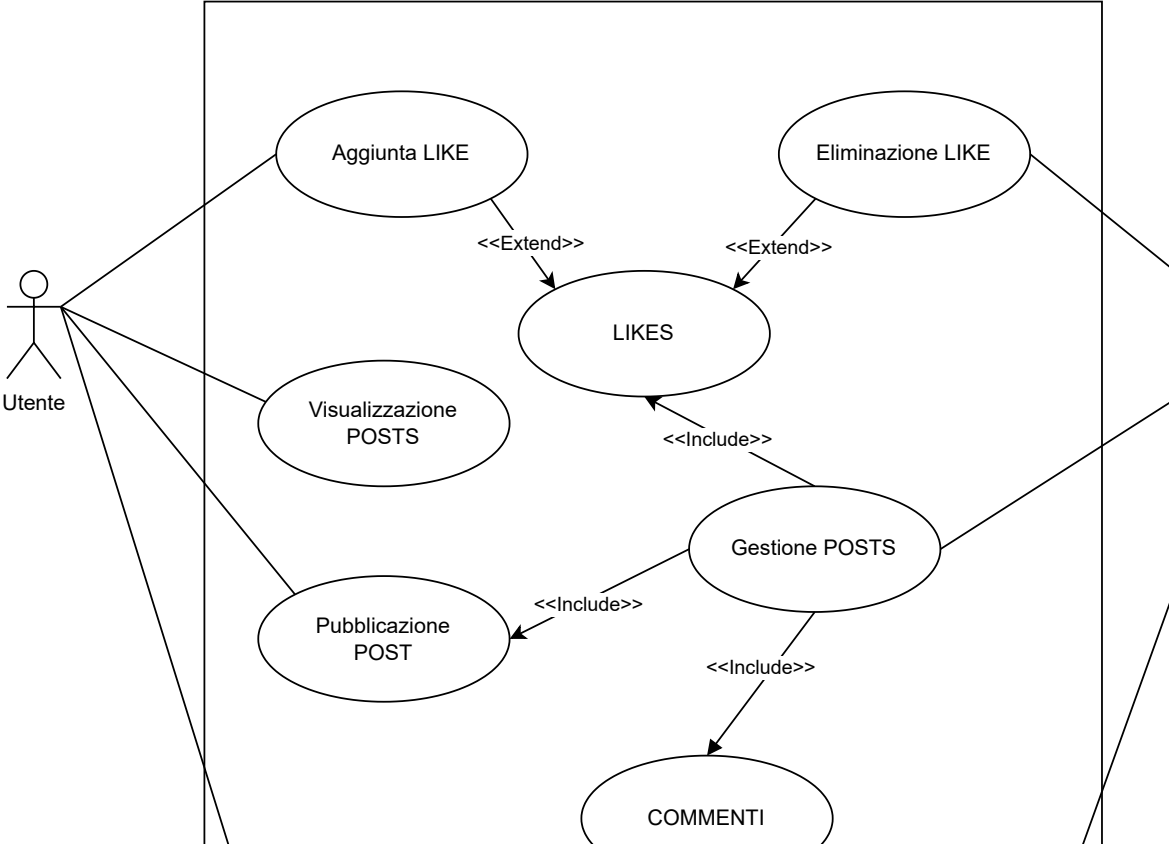 Aggiunta LIKE
Eliminazione LIKE
<<Extend>>
<<Extend>>
LIKES
Utente
Visualizzazione
POSTS
<<Include>>
Gestione POSTS
<<Include>>
Pubblicazione
POST
<<Include>>
COMMENTI